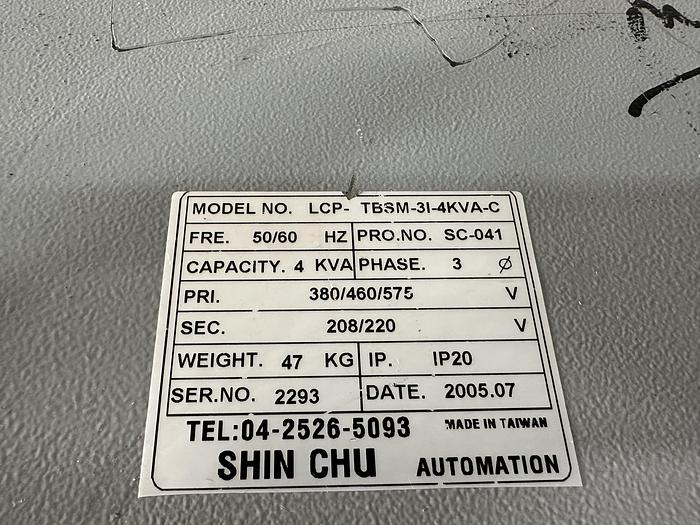 MODEL NO. LCP- TBSM-3I-4KVA-C
FRE. 50/60 HZ PRO.NO. SC-041
CAPACITY. 4 KVA PHASE. 3 Ø
PRI. 380/460/575 V
SEC. 208/220 V
WEIGHT. 47 KG IP. IP20
SER.NO. 2293 DATE. 2005.07
TEL:04-2526-5093 MADE IN TAIWAN
SHIN CHU AUTOMATION